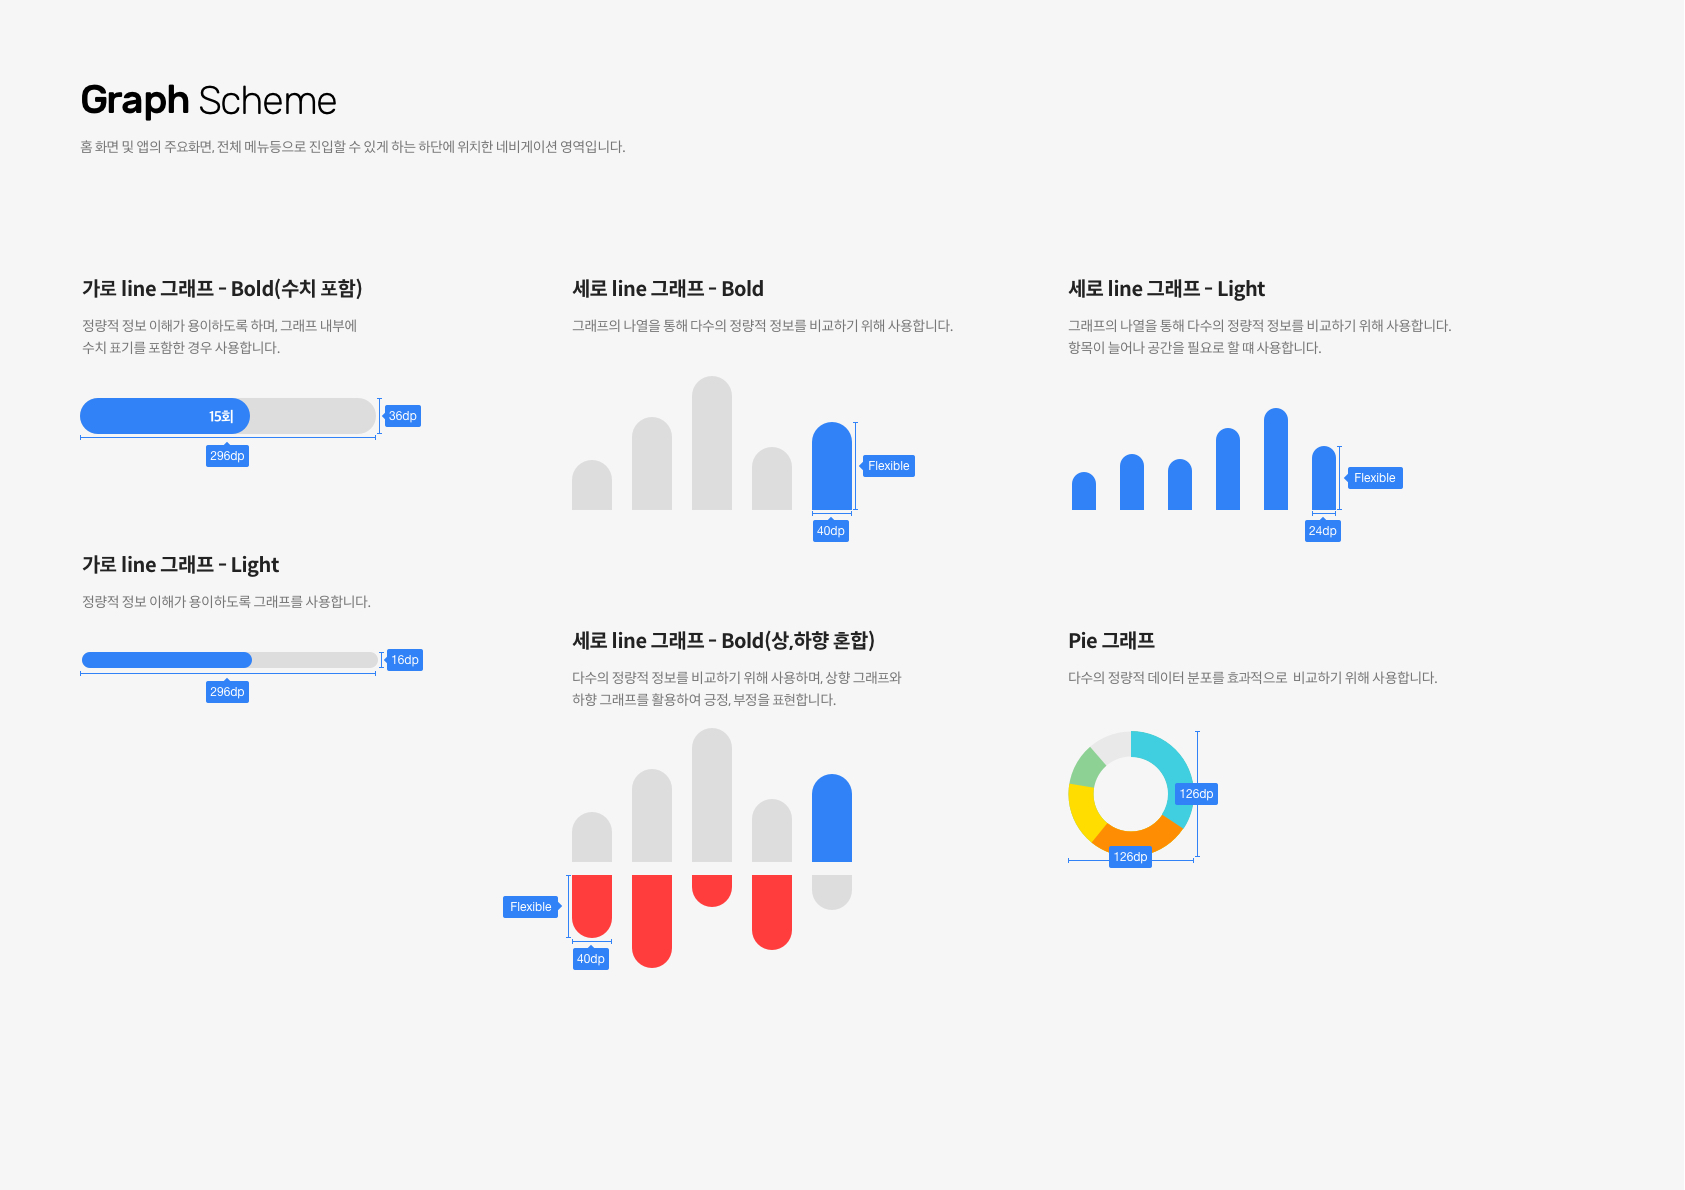 Graph Scheme
홈 화면 및 앱의 주요화면, 전체 메뉴등으로 진입할 수 있게 하는 하단에 위치한 네비게이션 영역입니다.
가로 line 그래프 - Bold(수치 포함)
정량적 정보 이해가 용이하도록 하며, 그래프 내부에
수치 표기를 포함한 경우 사용합니다.
15회
36dp
296dp
가로 line 그래프 - Light
정량적 정보 이해가 용이하도록 그래프를 사용합니다.
16dp
296dp
세로 line 그래프 - Bold
그래프의 나열을 통해 다수의 정량적 정보를 비교하기 위해 사용합니다.
Flexible
40dp
세로 line 그래프 - Bold(상,하향 혼합)
다수의 정량적 정보를 비교하기 위해 사용하며, 상향 그래프와
하향 그래프를 활용하여 긍정, 부정을 표현합니다.
Flexible
40dp
세로 line 그래프 - Light
그래프의 나열을 통해 다수의 정량적 정보를 비교하기 위해 사용합니다.
항목이 늘어나 공간을 필요로 할 떄 사용합니다.
Flexible
24dp
Pie 그래프
다수의 정량적 데이터 분포를 효과적으로  비교하기 위해 사용합니다.
126dp
126dp